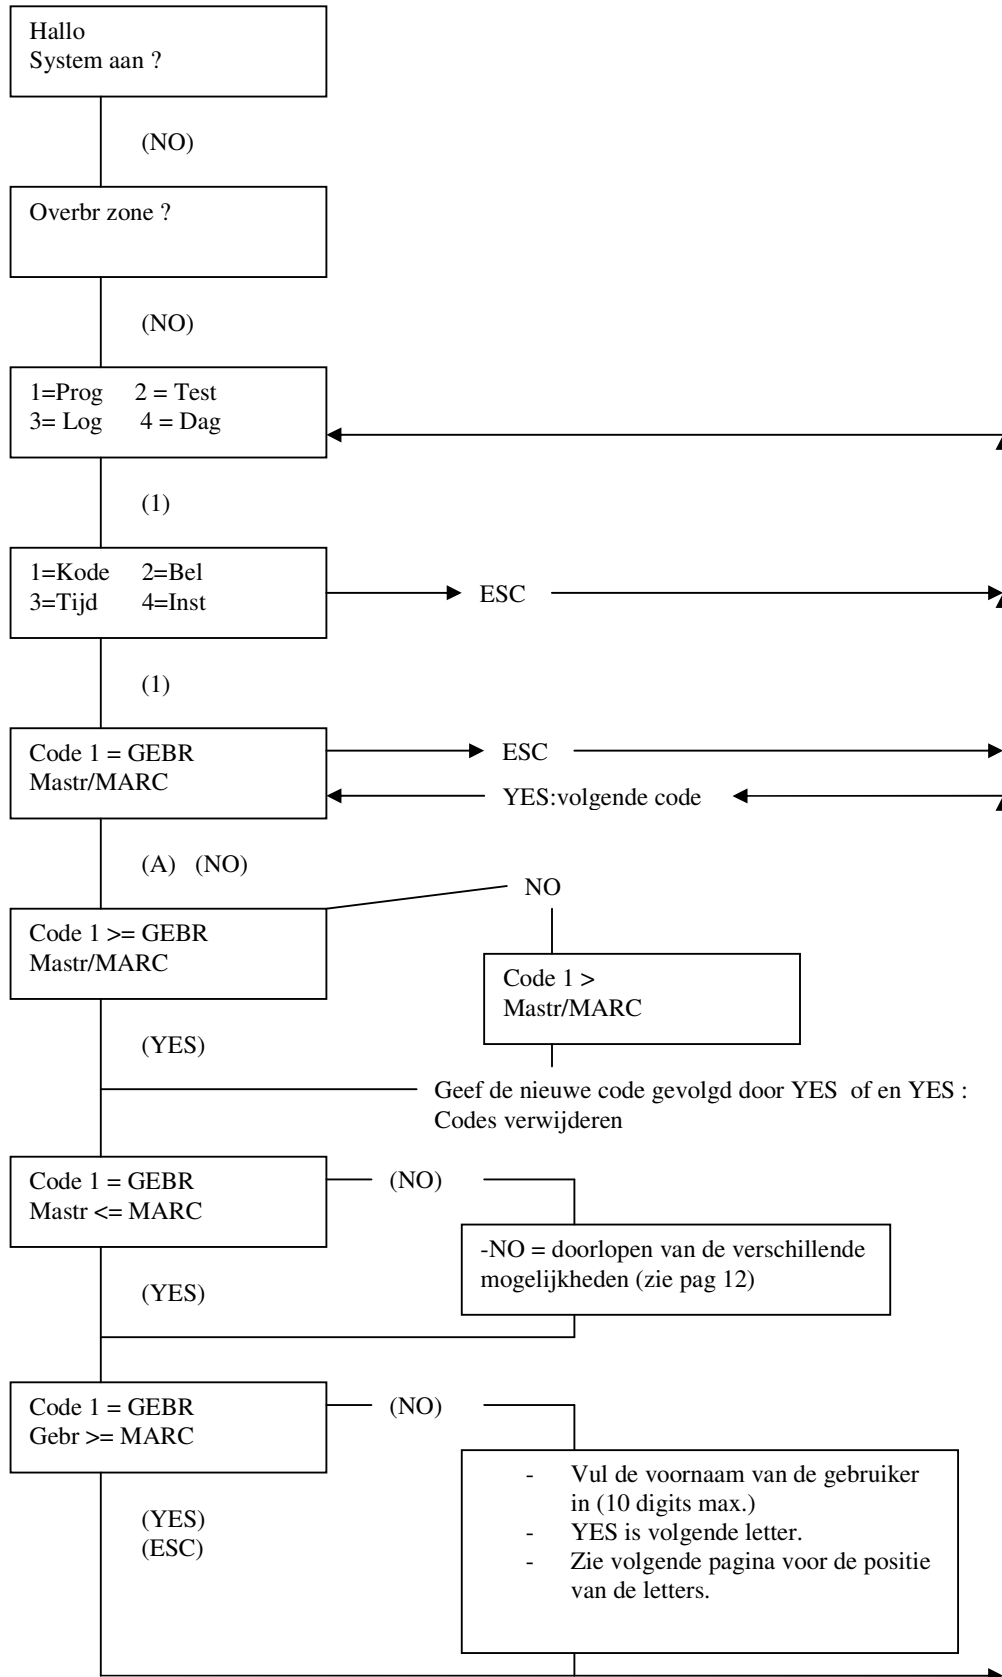 Hallo
System aan ?
(NO)
Overbr zone ?
(NO)
1=Prog 2 = Test
3= Log 4 = Dag
(1)
1=Kode 2=Bel
3=Tijd 4=Inst
ESC
(1)
Code 1 = GEBR
Mastr/MARC
ESC
YES:volgende code
(A) (NO)
NO
Code 1 >= GEBR
Mastr/MARC
Code 1 >
Mastr/MARC
(YES)
Geef de nieuwe code gevolgd door YES of en YES :
Codes verwijderen
Code 1 = GEBR
Mastr <= MARC
(NO)
-NO = doorlopen van de verschillende
mogelijkheden (zie pag 12)
(YES)
Code 1 = GEBR
Gebr >= MARC
(NO)
- Vul de voornaam van de gebruiker
in (10 digits max.)
- YES is volgende letter.
- Zie volgende pagina voor de positie
van de letters.
(YES)
(ESC)